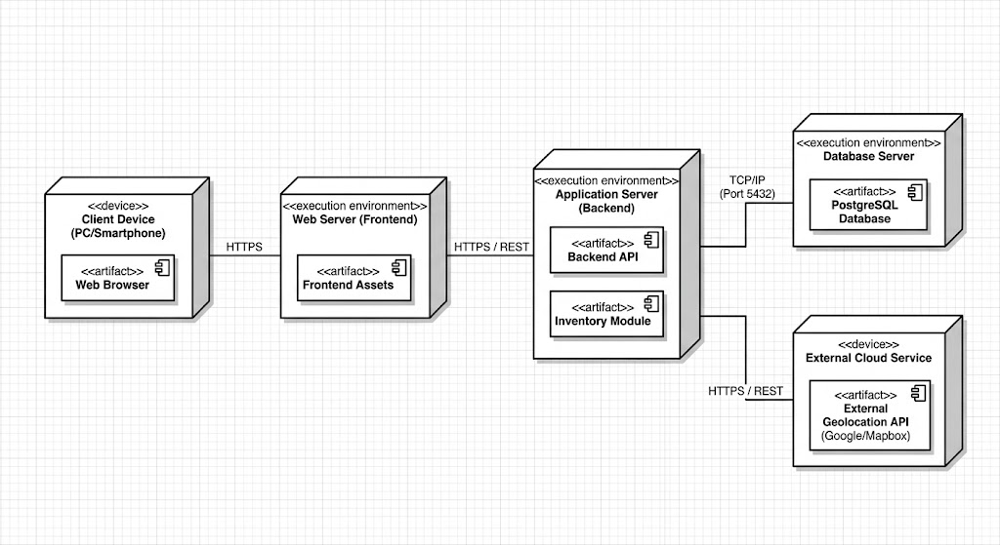 <<device>>
Client Device
(PC/Smartphone)
<<artifact>>
Web Browser
HTTPS
<<execution environment>>
Web Server (Frontend)
<<artifact>>
Frontend Assets
HTTPS / REST
<<execution environment>>
Application Server
(Backend)
<<artifact>>
Backend API
<<artifact>>
Inventory Module
TCP/IP
(Port 5432)
<<execution environment>>
Database Server
<<artifact>>
PostgreSQL
Database
HTTPS / REST
<<device>>
External Cloud Service
<<artifact>>
External
Geolocation API
(Google/Mapbox)